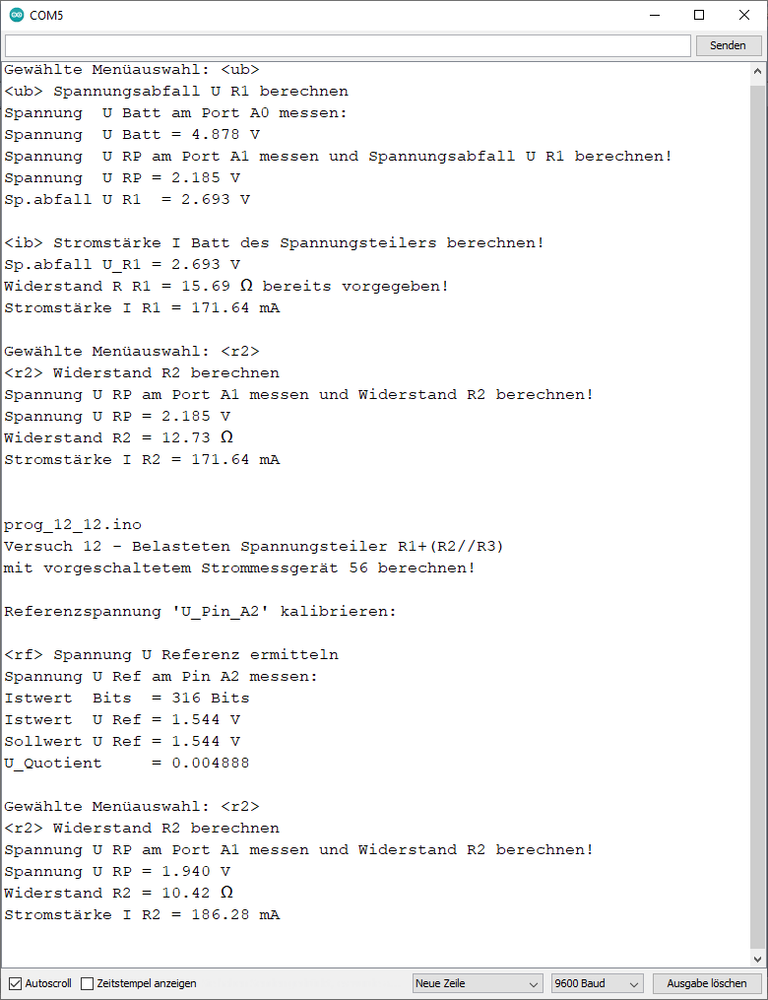 COM5
Senden
Gewählte Menüauswahl: <ub>
<ub> Spannungsabfall U R1 berechnen
Spannung  U Batt am Port A0 messen:
Spannung  U Batt = 4.878 V
Spannung  U RP am Port A1 messen und Spannungsabfall U R1 berechnen!
Spannung  U RP = 2.185 V
Sp.abfall U R1  = 2.693 V

<ib> Stromstärke I Batt des Spannungsteilers berechnen!
Sp.abfall U_R1 = 2.693 V
Widerstand R R1 = 15.69 Ω bereits vorgegeben!
Stromstärke I R1 = 171.64 mA

Gewählte Menüauswahl: <r2>
<r2> Widerstand R2 berechnen
Spannung U RP am Port A1 messen und Widerstand R2 berechnen!
Spannung U RP = 2.185 V
Widerstand R2 = 12.73 Ω
Stromstärke I R2 = 171.64 mA

prog_12_12.ino
Versuch 12 - Belasteten Spannungsteiler R1+(R2//R3)
mit vorgeschaltetem Strommessgerät 56 berechnen!

Referenzspannung 'U_Pin_A2' kalibrieren:

<rf> Spannung U Referenz ermitteln
Spannung U Ref am Pin A2 messen:
Istwert  Bits  = 316 Bits
Istwert  U Ref = 1.544 V
Sollwert U Ref = 1.544 V
U_Quotient     = 0.004888

Gewählte Menüauswahl: <r2>
<r2> Widerstand R2 berechnen
Spannung U RP am Port A1 messen und Widerstand R2 berechnen!
Spannung U RP = 1.940 V
Widerstand R2 = 10.42 Ω
Stromstärke I R2 = 186.28 mA
Autoscroll
Zeitstempel anzeigen
Neue Zeile
9600 Baud
Ausgabe löschen